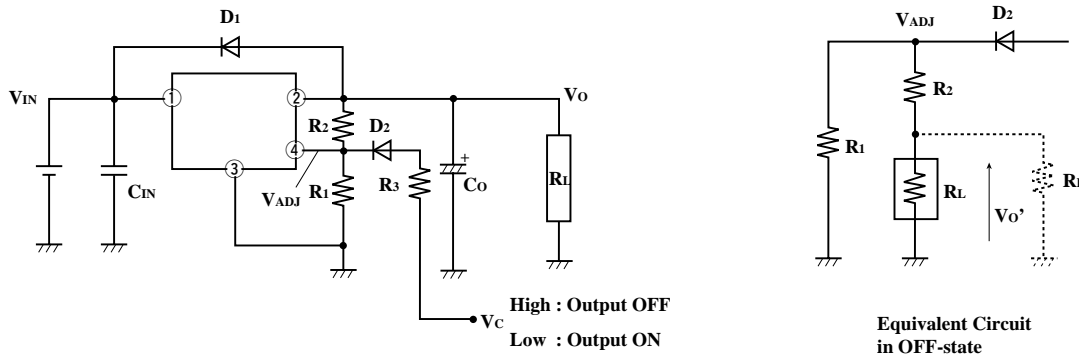 D1
VIN
1
2
VO
R2
D2
4
3
+
CIN
VADJ
R1
R3
CO
RL
VC
High : Output OFF
Low : Output ON
VADJ
D2
R2
R1
RL
VO'
Equivalent Circuit
in OFF-state